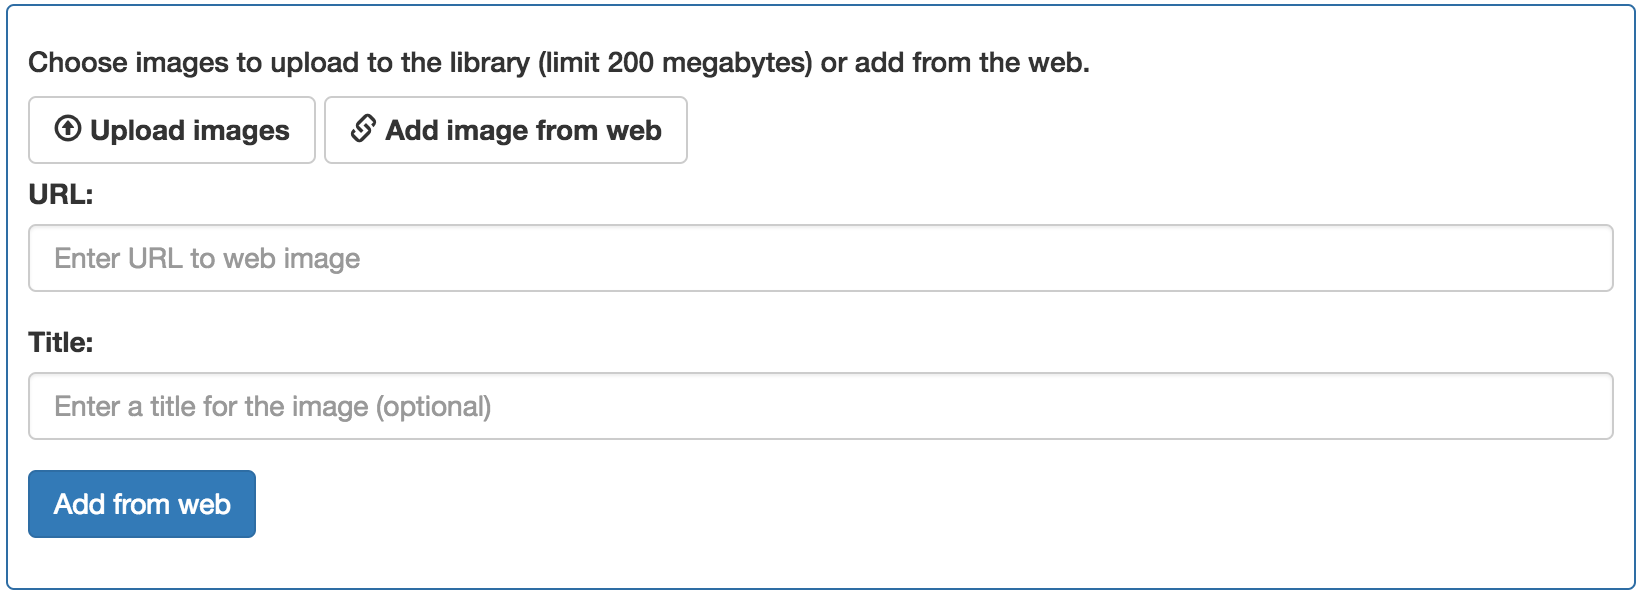 Choose images to upload to the library (limit 200 megabytes) or add from the web.
Upload images Add image from web
URL:
Enter URL to web image
Title:
Enter a title for the image (optional)
Add from web